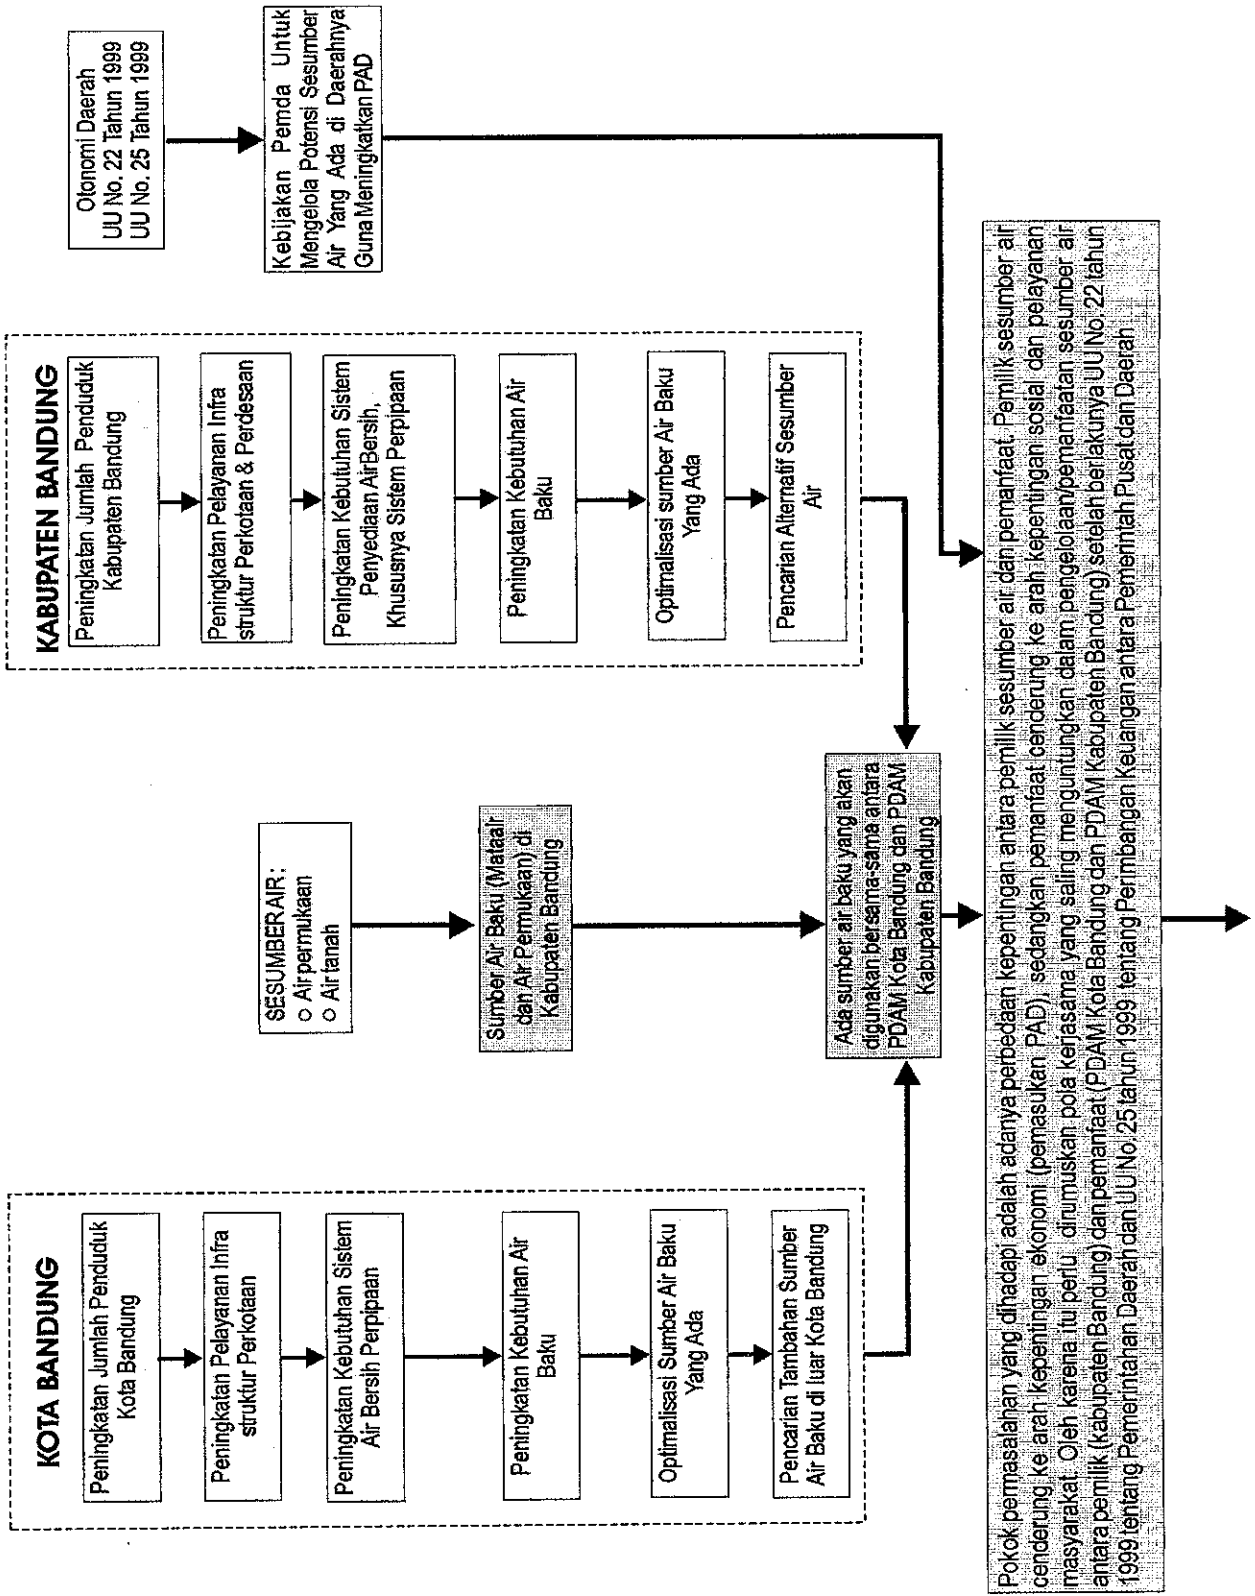 KOTA BANDUNG
Peningkatan Jumlah Penduduk
Kota Bandung
Peningkatan Pelayanan Infra
struktur Perkotaan
Peningkatan Kebutuhan Sistem
Air Bersih Perpipaan
Peningkatan Kebutuhan Air
Baku
Optimalisasi Sumber Air Baku
Yang Ada
Pencarian Tambahan Sumber
Air Baku di luar Kota Bandung
SESUMBERAIR:
○ Airpermukaan
○ Airtanah
Sumber Air Baku (Mataair
dan Air Permukaan) di
Kabupaten Bandung
Ada sumber air baku yang akan
digunakan bersama-sama antara
PDAM Kota Bandung dan PDAM
Kabupaten Bandung
KABUPATEN BANDUNG
Peningkatan Jumlah Penduduk
Kabupaten Bandung
Peningkatan Pelayanan Infra
struktur Perkotaan & Perdesaan
Peningkatan Kebutuhan Sistem
Penyediaan AirBersih,
Khususnya Sistem Perpipaan
Peningkatan Kebutuhan Air
Baku
Optimalisasi sumber Air Baku
Yang Ada
Pencarian Alternatif Sesumber
Air
Otonomi Daerah
UU No. 22 Tahun 1999
UU No. 25 Tahun 1999
Kebijakan Pemda Untuk
Mengelola Potensi Sesumber
Air Yang Ada di Daerahnya
Guna Meningkatkan PAD
Pokok permasalahan yang dihadapi adalah adanya perbedaan kepentingan antara pemilik sesumber air dan pemanfaat. Pemilik sesumber air
cenderung ke arah kepentingan ekonomi (pemasukan PAD), sedangkan pemanfaat cenderung ke arah kepentingan sosial dan pelayanan
masyarakat. Oleh karena itu perlu dirumuskan pola kerjasama yang saling menguntungkan dalam pengelolaan/pemanfaatan sesumber air
antara pemilik (kabupaten Bandung) dan pemanfaat (PDAM Kota Bandung dan PDAM Kabupaten Bandung) setelah berlakunya UU No. 22 tahun
1999 tentang Pemerintahan Daerah dan UU No. 25 tahun 1999 tentang Perimbangan Keuangan antara Pemerintah Pusat dan Daerah